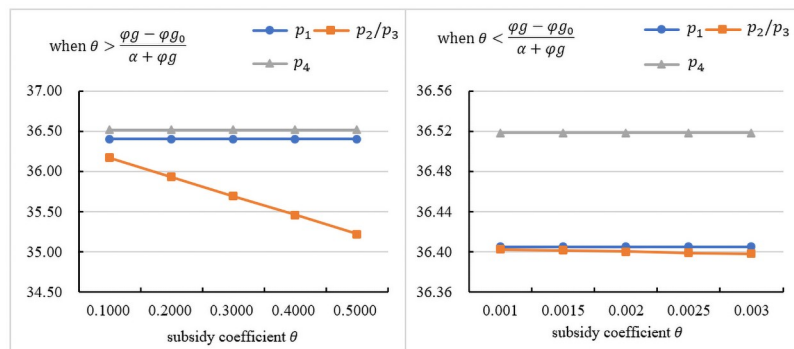 when θ > φg − φg₀ / α + φg
p₁ p₂/p₃
p₄
37.00
36.50
36.00
35.50
35.00
34.50
0.1000 0.2000 0.3000 0.4000 0.5000
subsidy coefficient θ
when θ < φg − φg₀ / α + φg
p₁ p₂/p₃
p₄
36.56
36.52
36.48
36.44
36.40
36.36
0.001 0.0015 0.002 0.0025 0.003
subsidy coefficient θ